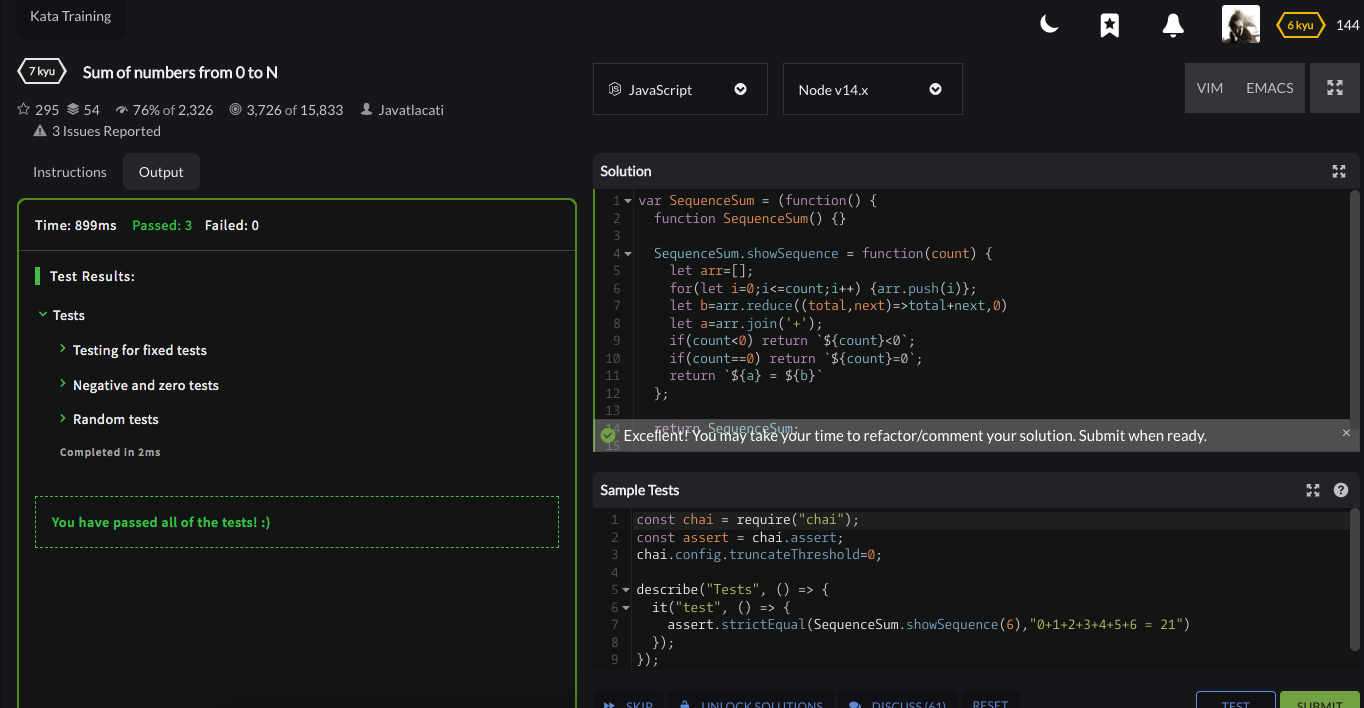 Kata Training
6 kyu 144
7 kyu Sum of numbers from 0 to N
295 54 76% of 2,326 3,726 of 15,833 Javatlacati
3 Issues Reported
JavaScript Node v14.x VIM EMACS
Instructions Output
Time: 899ms Passed: 3 Failed: 0
Test Results:
Tests
Testing for fixed tests
Negative and zero tests
Random tests
Completed in 2ms
You have passed all of the tests! :)
Solution
1 var SequenceSum = (function() {
2 function SequenceSum() {}
3
4 SequenceSum.showSequence = function(count) {
5 let arr=[];
6 for(let i=0;i<=count;i++) {arr.push(i)};
7 let b=arr.reduce((total,next)=>total+next,0)
8 let a=arr.join('+');
9 if(count<0) return `${count}<0`;
10 if(count==0) return `${count}=0`;
11 return `${a} = ${b}`
12 };
13
14 return SequenceSum;
Excellent! You may take your time to refactor/comment your solution. Submit when ready.
15
Sample Tests
1 const chai = require("chai");
2 const assert = chai.assert;
3 chai.config.truncateThreshold=0;
4
5 describe("Tests", () => {
6 it("test", () => {
7 assert.strictEqual(SequenceSum.showSequence(6),"0+1+2+3+4+5+6 = 21")
8 });
9 });
SKIP UNLOCK SOLUTIONS DISCUSS (61) RESET TEST SUBMIT